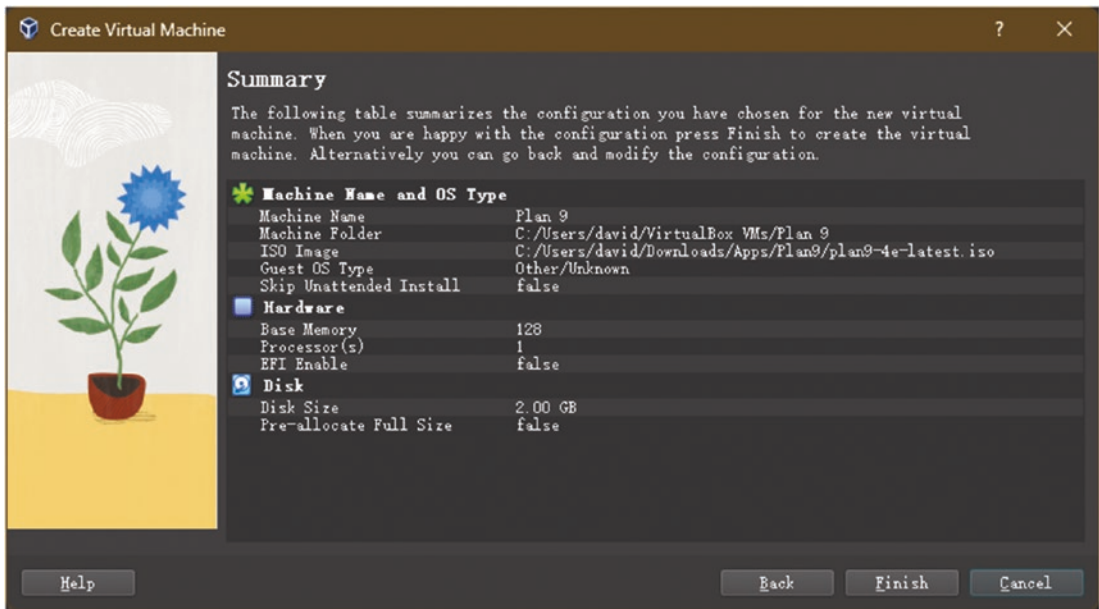 Create Virtual Machine
?
Summary
The following table summarizes the configuration you have chosen for the new virtual
machine. When you are happy with the configuration press Finish to create the virtual
machine. Alternatively you can go back and modify the configuration.
Machine Name and OS Type
Machine Name Plan 9
Machine Folder C:/Users/david/VirtualBox VMs/Plan 9
ISO Image C:/Users/david/Downloads/Apps/Plan9/plan9-4e-latest.iso
Guest OS Type Other/Unknown
Skip Unattended Install false
Hardware
Base Memory 128
Processor(s) 1
EFI Enable false
Disk
Disk Size 2.00 GB
Pre-allocate Full Size false
Help Back Finish Cancel